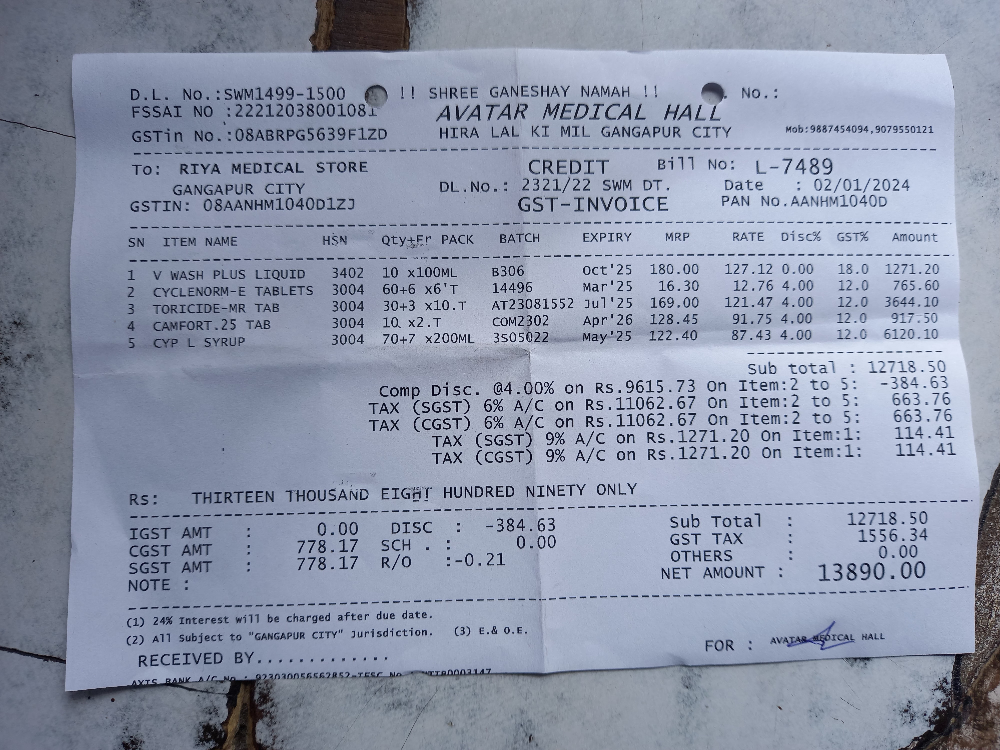 D.L. No.:SWM1499-1500 !! SHREE GANESHAY NAMAH !! No.:
FSSAI NO :22212038001081 AVATAR MEDICAL HALL
GSTin No.:08ABRPG5639F1ZD HIRA LAL KI MIL GANGAPUR CITY Mob:9887454094,9079550121
To: RIYA MEDICAL STORE CREDIT Bill No: L-7489
GANGAPUR CITY DL.No.: 2321/22 SWM DT. Date : 02/01/2024
GSTIN: 08AANHM1040D1ZJ GST-INVOICE PAN No.AANHM1040D
SN ITEM NAME HSN Qty+Fr PACK BATCH EXPIRY MRP RATE Disc% GST% Amount
1 V WASH PLUS LIQUID 3402 10 x100ML B306 Oct'25 180.00 127.12 0.00 18.0 1271.20
2 CYCLENORM-E TABLETS 3004 60+6 x6'T 14496 Mar'25 16.30 12.76 4.00 12.0 765.60
3 TORICIDE-MR TAB 3004 30+3 x10.T AT23081552 Jul'25 169.00 121.47 4.00 12.0 3644.10
4 CAMFORT.25 TAB 3004 10 x2.T COM2302 Apr'26 128.45 91.75 4.00 12.0 917.50
5 CYP L SYRUP 3004 70+7 x200ML 3S05022 May'25 122.40 87.43 4.00 12.0 6120.10
Sub total : 12718.50
Comp Disc. @4.00% on Rs.9615.73 On Item:2 to 5: -384.63
TAX (SGST) 6% A/C on Rs.11062.67 On Item:2 to 5: 663.76
TAX (CGST) 6% A/C on Rs.11062.67 On Item:2 to 5: 663.76
TAX (SGST) 9% A/C on Rs.1271.20 On Item:1: 114.41
TAX (CGST) 9% A/C on Rs.1271.20 On Item:1: 114.41
Rs: THIRTEEN THOUSAND EIGHT HUNDRED NINETY ONLY
IGST AMT : 0.00 DISC : -384.63 Sub Total : 12718.50
CGST AMT : 778.17 SCH . : 0.00 GST TAX : 1556.34
SGST AMT : 778.17 R/O :-0.21 OTHERS : 0.00
NOTE : NET AMOUNT : 13890.00
(1) 24% Interest will be charged after due date.
(2) All Subject to "GANGAPUR CITY" Jurisdiction. (3) E.& O.E.
RECEIVED BY............. FOR : AVATAR MEDICAL HALL
AXIS BANK A/C No :